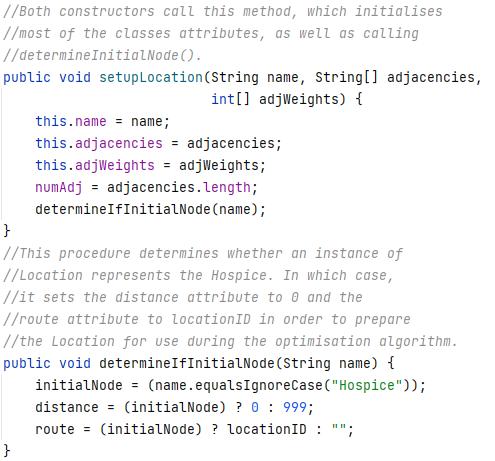 //Both constructors call this method, which initialises
//most of the classes attributes, as well as calling
//determineInitialNode().
public void setupLocation(String name, String[] adjacencies,
                          int[] adjWeights) {
    this.name = name;
    this.adjacencies = adjacencies;
    this.adjWeights = adjWeights;
    numAdj = adjacencies.length;
    determineIfInitialNode(name);
}
//This procedure determines whether an instance of
//Location represents the Hospice. In which case,
//it sets the distance attribute to 0 and the
//route attribute to locationID in order to prepare
//the Location for use during the optimisation algorithm.
public void determineIfInitialNode(String name) {
    initialNode = (name.equalsIgnoreCase("Hospice"));
    distance = (initialNode) ? 0 : 999;
    route = (initialNode) ? locationID : "";
}